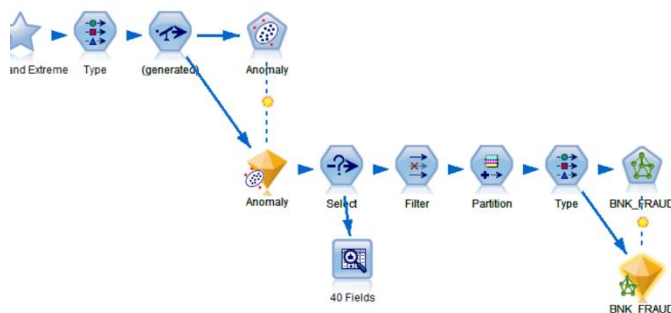 and Extreme
Type
(generated)
Anomaly
Anomaly
Select
Filter
Partition
Type
BNK_FRAUD
40 Fields
BNK_FRAUD